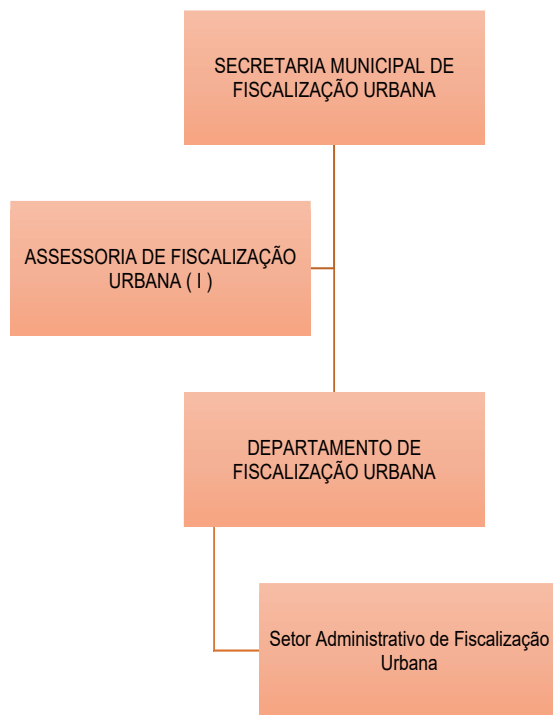 SECRETARIA MUNICIPAL DE
FISCALIZAÇÃO URBANA
ASSESSORIA DE FISCALIZAÇÃO
URBANA ( I )
DEPARTAMENTO DE
FISCALIZAÇÃO URBANA
Setor Administrativo de Fiscalização
Urbana